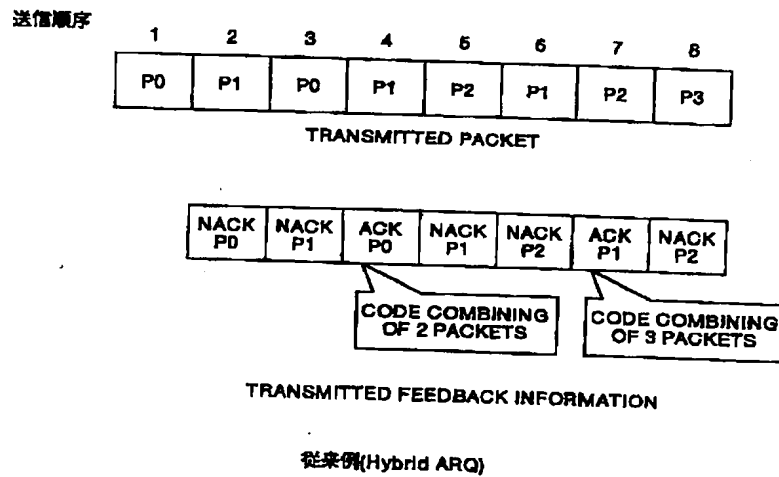 送信順序
1 2 3 4 5 6 7 8
P0 P1 P0 P1 P2 P1 P2 P3
TRANSMITTED PACKET
NACK NACK ACK NACK NACK ACK NACK
P0 P1 P0 P1 P2 P1 P2
CODE COMBINING
OF 2 PACKETS
CODE COMBINING
OF 3 PACKETS
TRANSMITTED FEEDBACK INFORMATION
従来例(Hybrid ARQ)